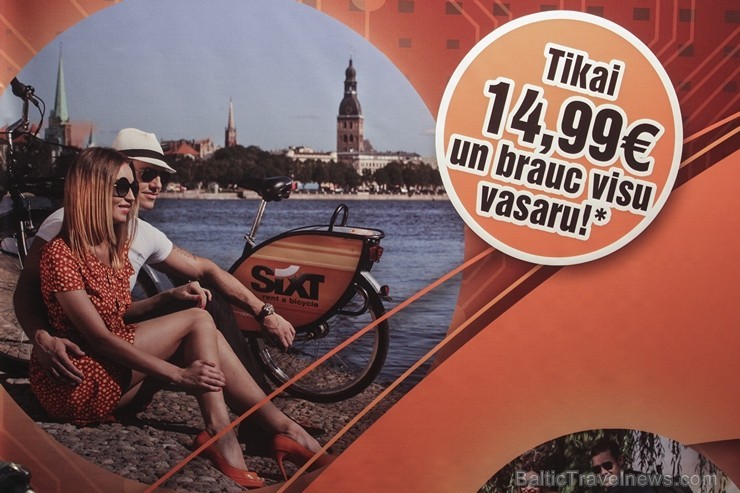 Tikai
14,99€
un brauc visu
vasaru!*
SIXT
rent a bicycle
BalticTravelnews.com